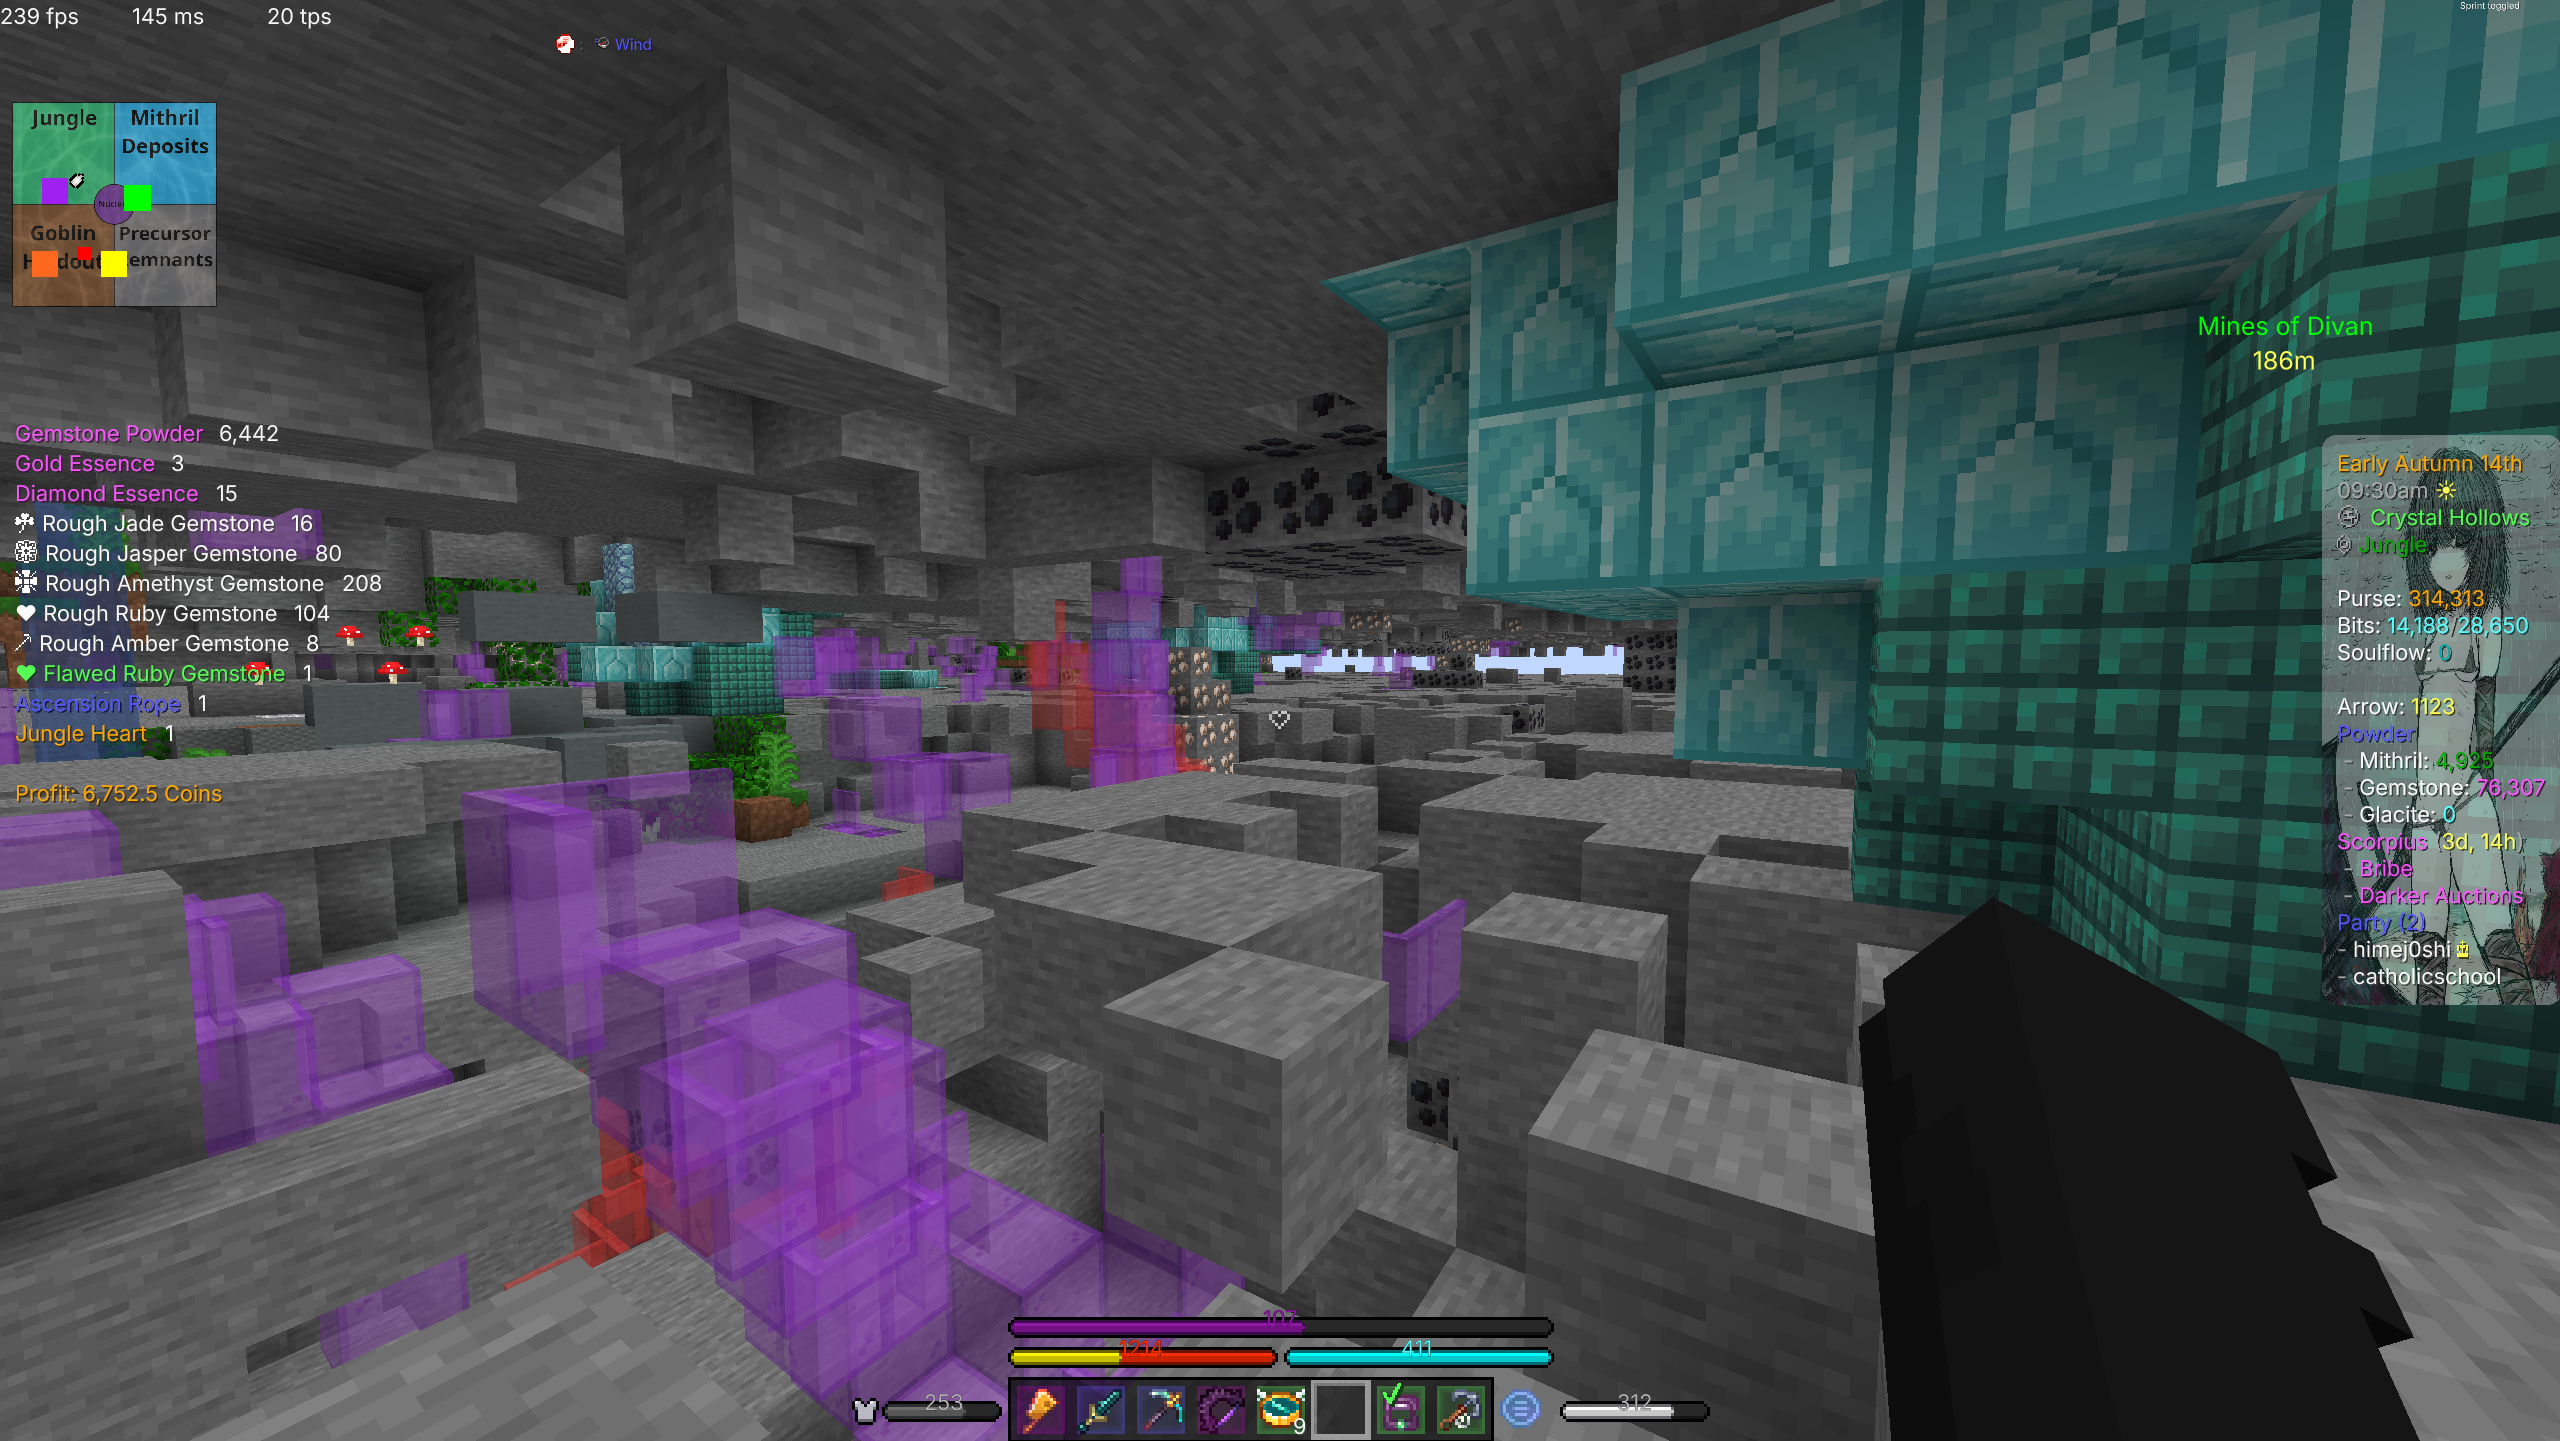 239 fps 145 ms 20 tps
Sprint toggled
: Wind
Jungle
Mithril
Deposits
Goblin
Precursor
Mines of Divan
186m
Gemstone Powder 6,442
Gold Essence 3
Diamond Essence 15
Rough Jade Gemstone 16
Rough Jasper Gemstone 80
Rough Amethyst Gemstone 208
Rough Ruby Gemstone 104
Rough Amber Gemstone 8
Flawed Ruby Gemstone 1
Ascension Rope 1
Jungle Heart 1
Profit: 6,752.5 Coins
Early Autumn 14th
09:30am
Crystal Hollows
Jungle
Purse: 314,313
Bits: 14,188/28,650
Soulflow: 0
Arrow: 1123
Powder
- Mithril: 4,925
- Gemstone: 76,307
- Glacite: 0
Scorpius (3d, 14h)
- Bribe
- Darker Auctions
Party (2)
- himej0shi
- catholicschool
107
1214 411
253 9 312